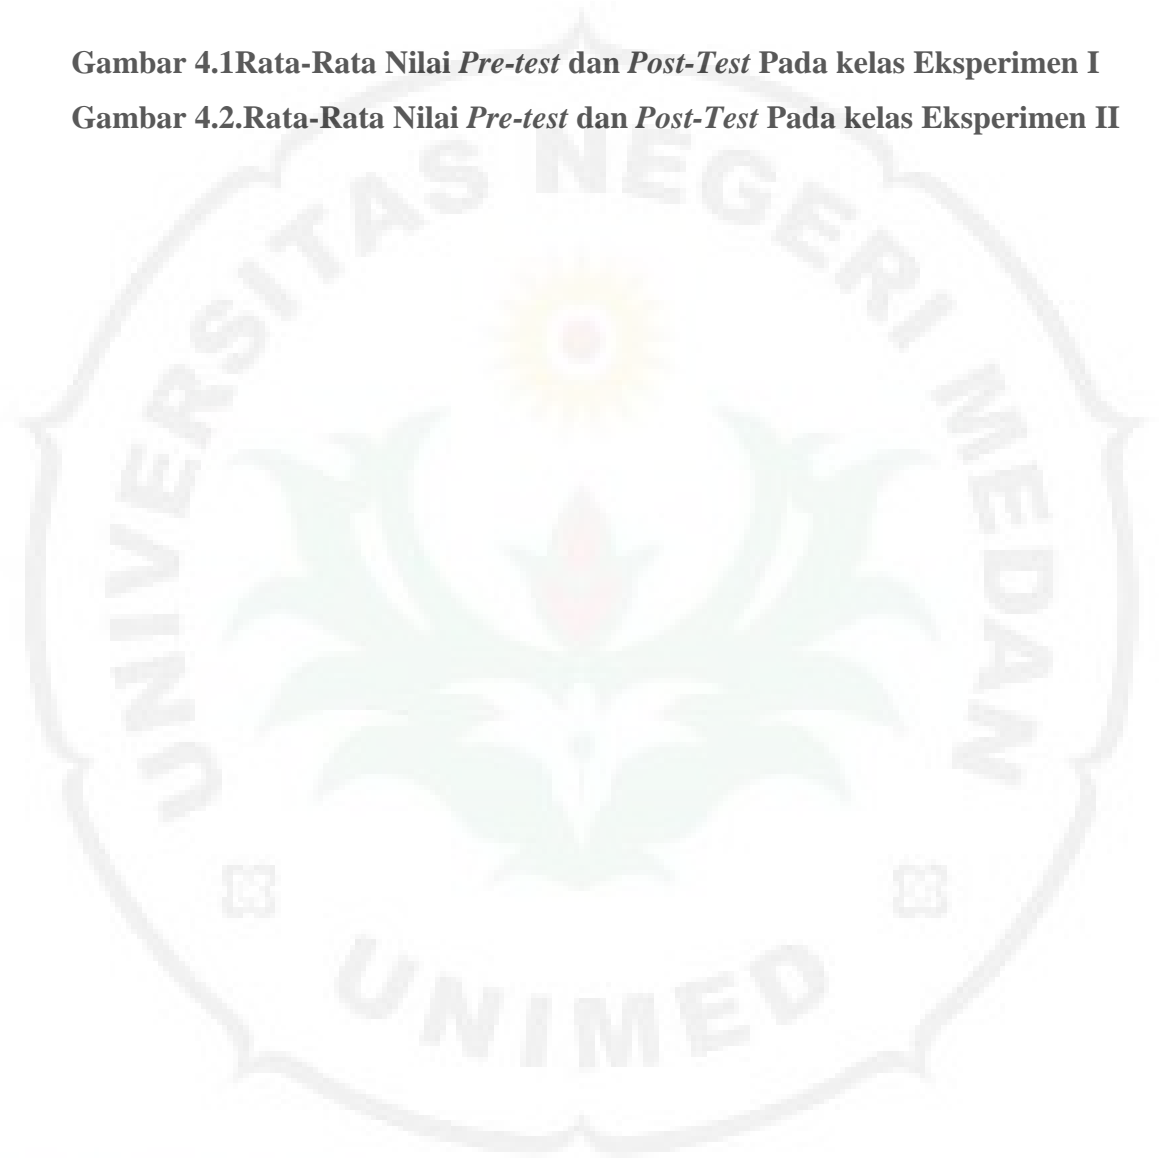 Gambar 4.1Rata-Rata Nilai Pre-test dan Post-Test Pada kelas Eksperimen I
Gambar 4.2.Rata-Rata Nilai Pre-test dan Post-Test Pada kelas Eksperimen II
UNIVERSITAS NEGERI MEDAN
UNIMED